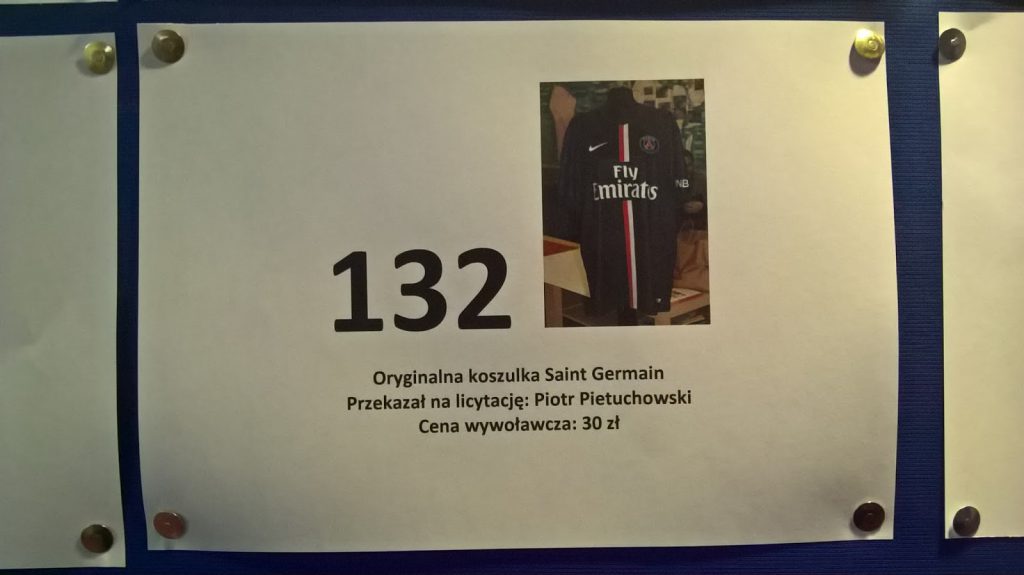 Fly
Emirates
NB
132
Oryginalna koszulka Saint Germain
Przekazał na licytację: Piotr Pietuchowski
Cena wywoławcza: 30 zł